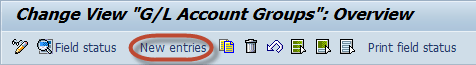 Change View "G/L Account Groups": Overview
Field status New entries Print field status